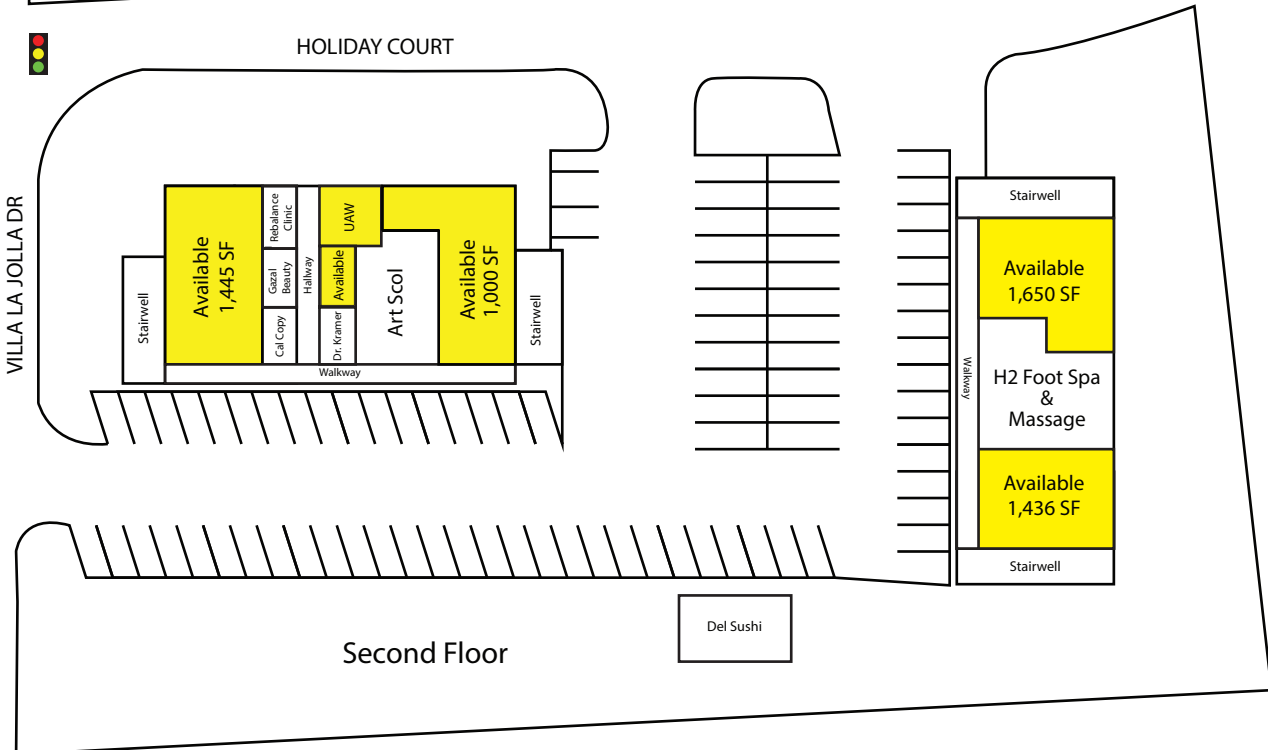 HOLIDAY COURT
VILLA LA JOLLA DR
Stairwell
Available
1,445 SF
Rebalance
Clinic
Gazal
Beauty
Cal Copy
Hallway
UAW
Available
Dr. Kramer
Art Scol
Available
1,000 SF
Stairwell
Walkway
Stairwell
Available
1,650 SF
Walkway
H2 Foot Spa
&
Massage
Available
1,436 SF
Stairwell
Del Sushi
Second Floor